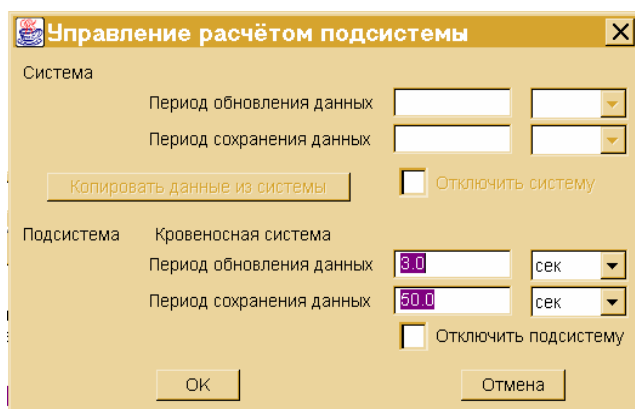 Управление расчётом подсистемы
Система
Период обновления данных
Период сохранения данных
Копировать данные из системы
Отключить систему
Подсистема Кровеносная система
Период обновления данных 3.0 сек
Период сохранения данных 50.0 сек
Отключить подсистему
OK Отмена